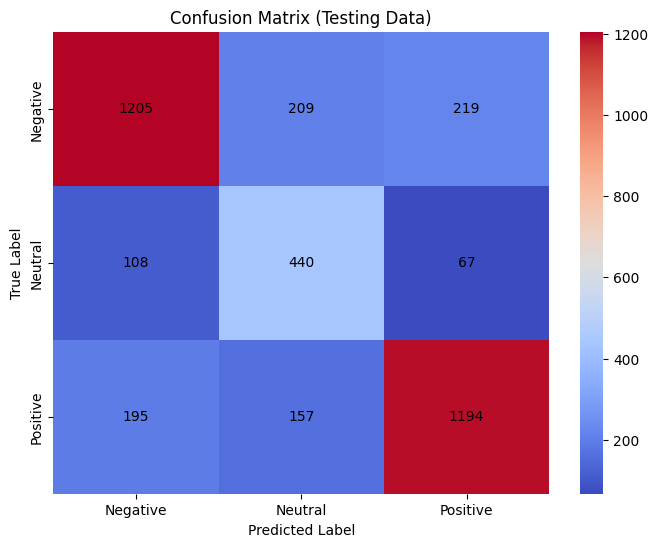 Confusion Matrix (Testing Data)
True Label
Negative
Neutral
Positive
1205 209 219
108 440 67
195 157 1194
Negative Neutral Positive
Predicted Label
1200
1000
800
600
400
200